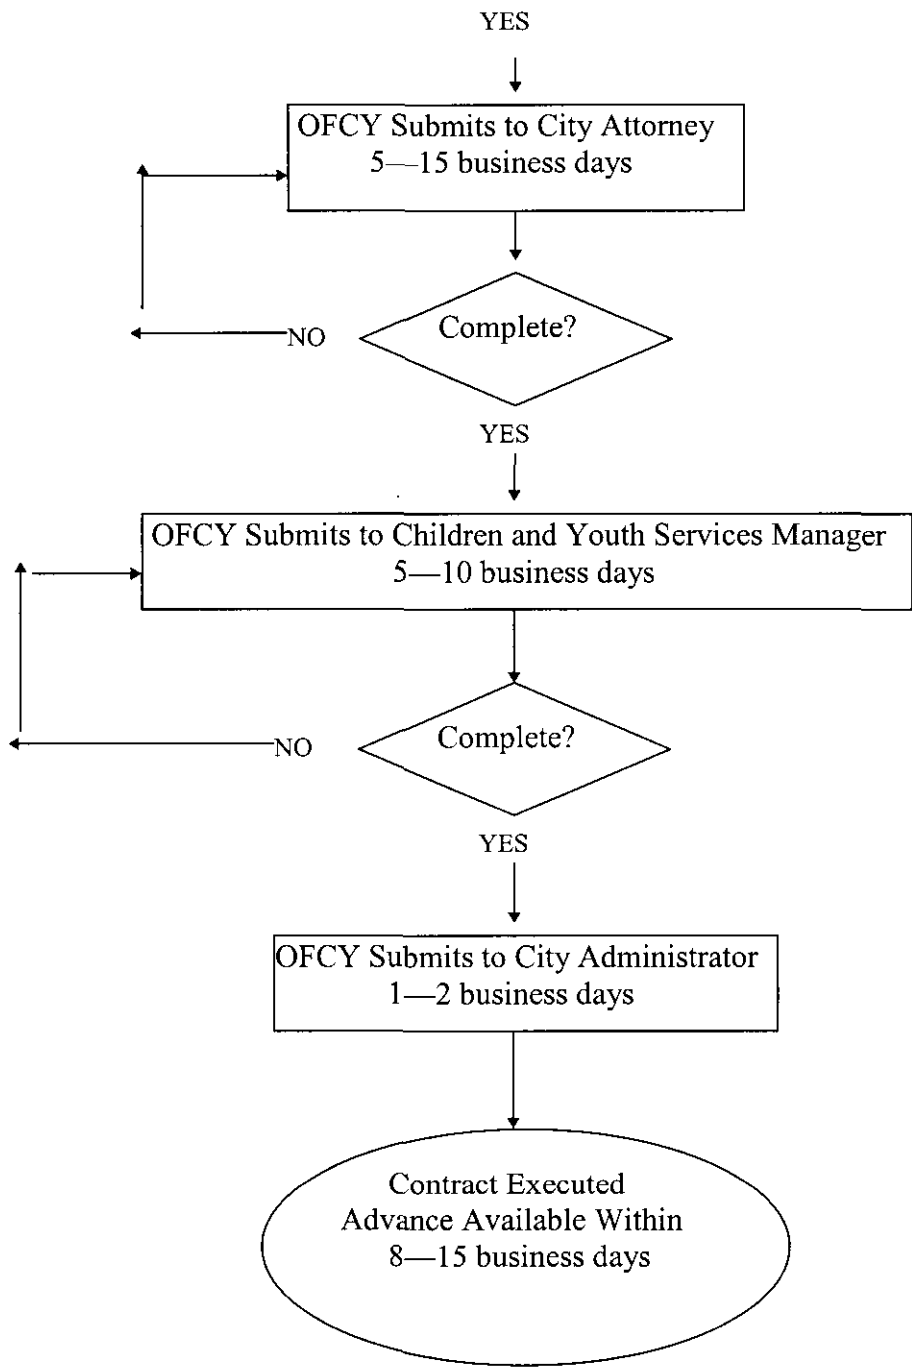 YES
OFCY Submits to City Attorney
5—15 business days
Complete?
NO
YES
OFCY Submits to Children and Youth Services Manager
5—10 business days
Complete?
NO
YES
OFCY Submits to City Administrator
1—2 business days
Contract Executed
Advance Available Within
8—15 business days